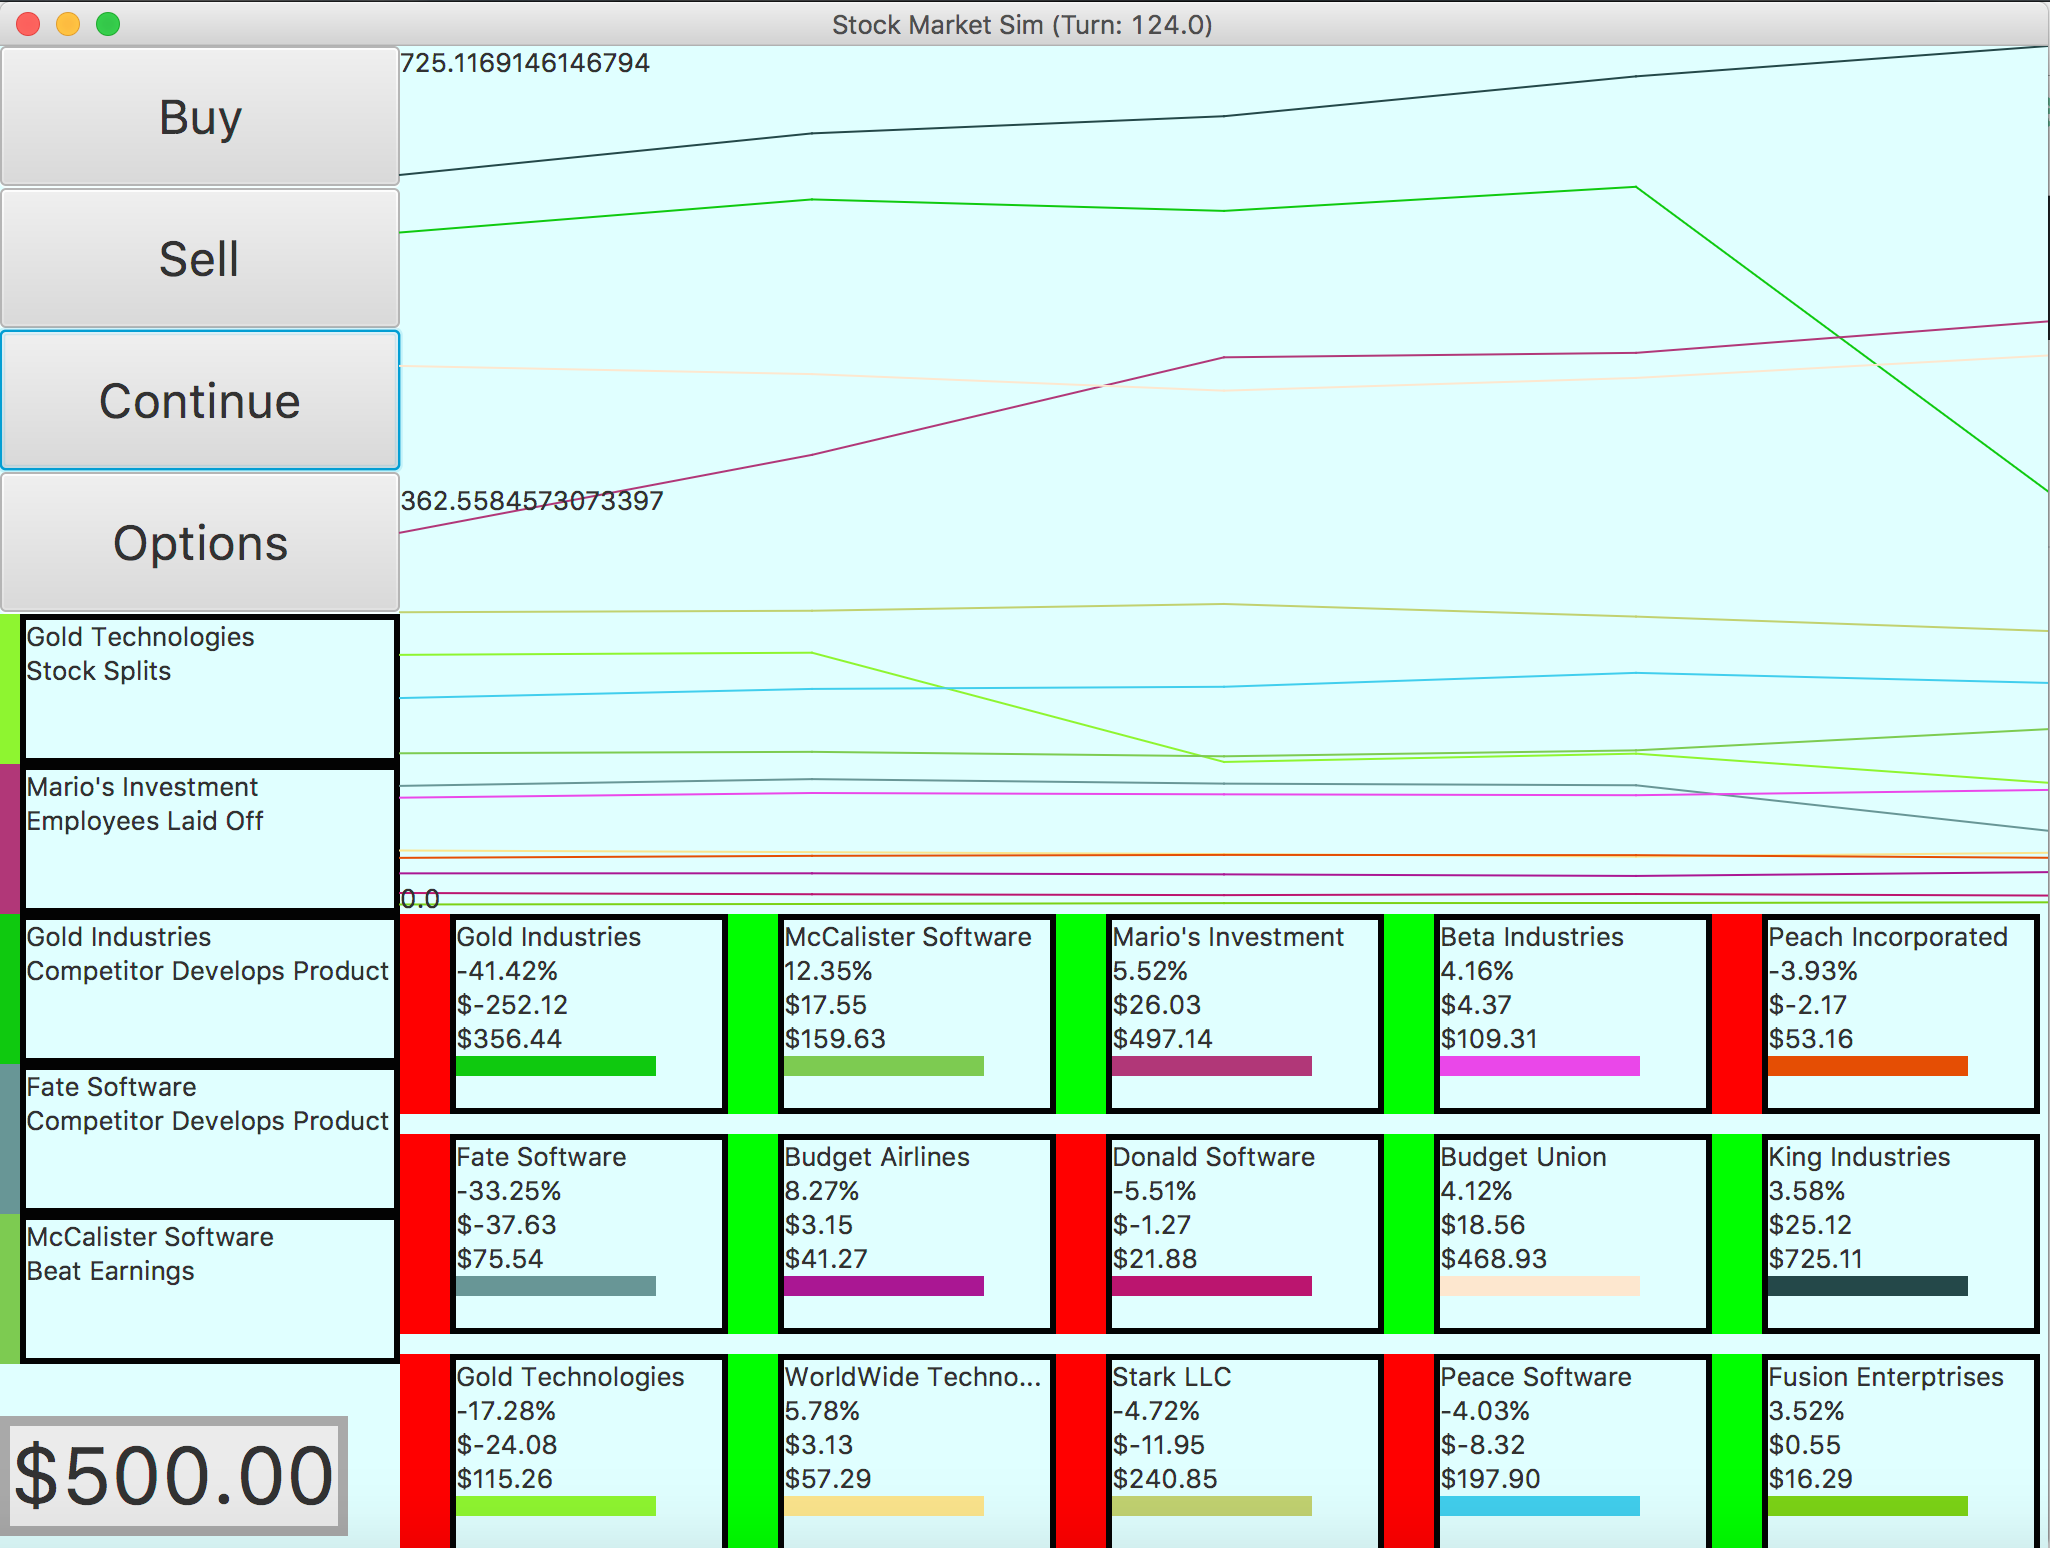 Stock Market Sim (Turn: 124.0)
Buy
Sell
Continue
Options
725.1169146146794
362.5584573073397
0.0
Gold Technologies
Stock Splits
Mario's Investment
Employees Laid Off
Gold Industries
Competitor Develops Product
Fate Software
Competitor Develops Product
McCalister Software
Beat Earnings
$500.00
Gold Industries
-41.42%
$-252.12
$356.44
McCalister Software
12.35%
$17.55
$159.63
Mario's Investment
5.52%
$26.03
$497.14
Beta Industries
4.16%
$4.37
$109.31
Peach Incorporated
-3.93%
$-2.17
$53.16
Fate Software
-33.25%
$-37.63
$75.54
Budget Airlines
8.27%
$3.15
$41.27
Donald Software
-5.51%
$-1.27
$21.88
Budget Union
4.12%
$18.56
$468.93
King Industries
3.58%
$25.12
$725.11
Gold Technologies
-17.28%
$-24.08
$115.26
WorldWide Techno...
5.78%
$3.13
$57.29
Stark LLC
-4.72%
$-11.95
$240.85
Peace Software
-4.03%
$-8.32
$197.90
Fusion Enterptrises
3.52%
$0.55
$16.29